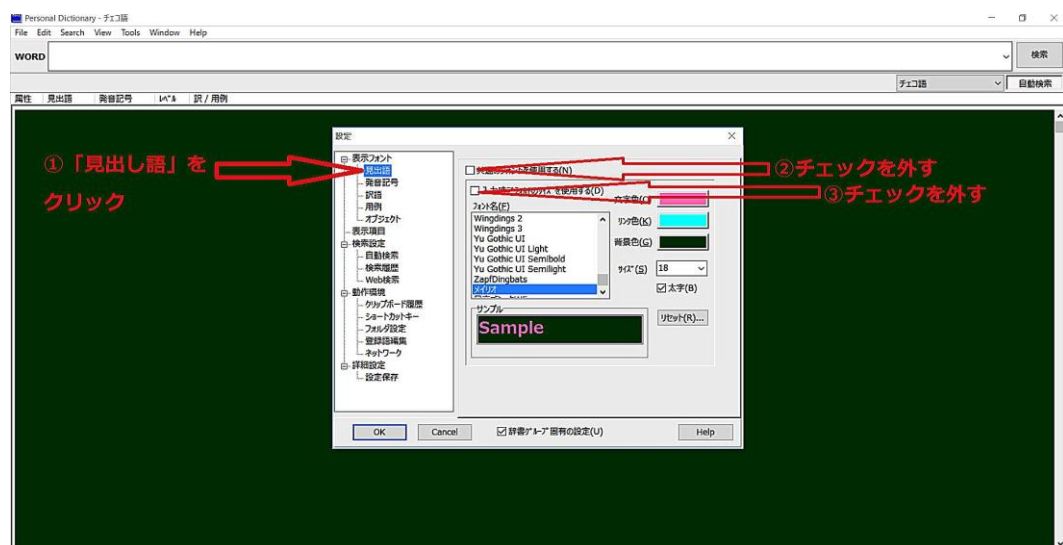 Personal Dictionary - チェコ語
File Edit Search View Tools Window Help
WORD
検索
チェコ語
自動検索
属性 見出語 発音記号 ﾚﾍﾞﾙ 訳 / 用例
設定
表示フォント
見出語
発音記号
訳語
用例
オブジェクト
表示項目
検索設定
自動検索
検索履歴
Web検索
動作環境
クリップボード履歴
ショートカットキー
フォルダ設定
登録語編集
ネットワーク
詳細設定
設定保存
使用する(N)
を使用する(D)
ﾌｫﾝﾄ名(F)
Wingdings 2
Wingdings 3
Yu Gothic UI
Yu Gothic UI Light
Yu Gothic UI Semibold
Yu Gothic UI Semilight
ZapfDingbats
メイリオ
文字色(C
ﾘﾝｸ色(K)
背景色(G)
ｻｲｽﾞ(S) 18
太字(B)
サンプル
Sample
ﾘｾｯﾄ(R)...
OK Cancel 辞書ｸﾞﾙｰﾌﾟ固有の設定(U) Help
①「見出し語」を
クリック
②チェックを外す
③チェックを外す